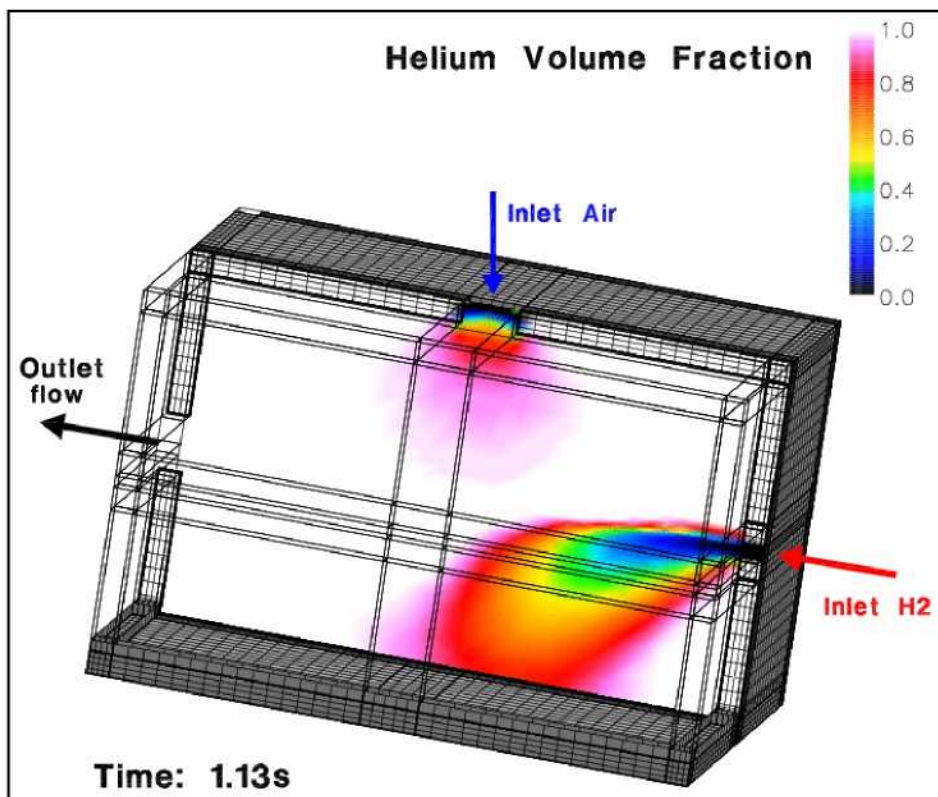 Helium Volume Fraction
1.0
0.8
0.6
0.4
0.2
0.0
Inlet Air
Outlet
flow
Inlet H2
Time: 1.13s